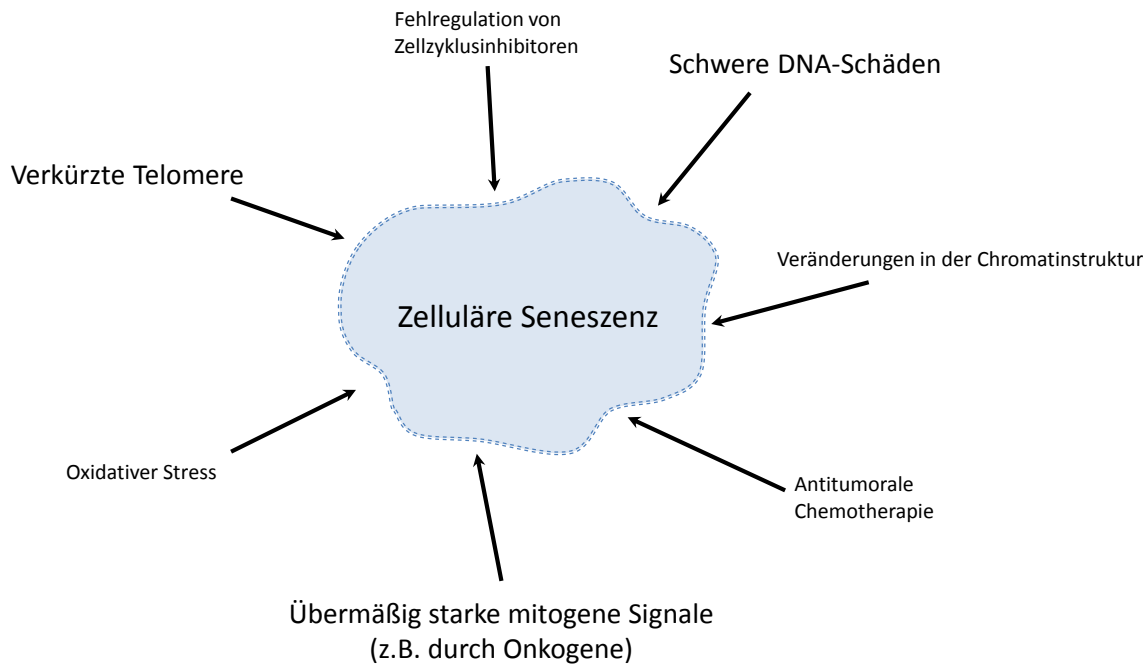 Fehlregulation von
Zellzyklusinhibitoren
Schwere DNA-Schäden
Verkürzte Telomere
Veränderungen in der Chromatinstruktur
Zelluläre Seneszenz
Oxidativer Stress
Antitumorale
Chemotherapie
Übermäßig starke mitogene Signale
(z.B. durch Onkogene)